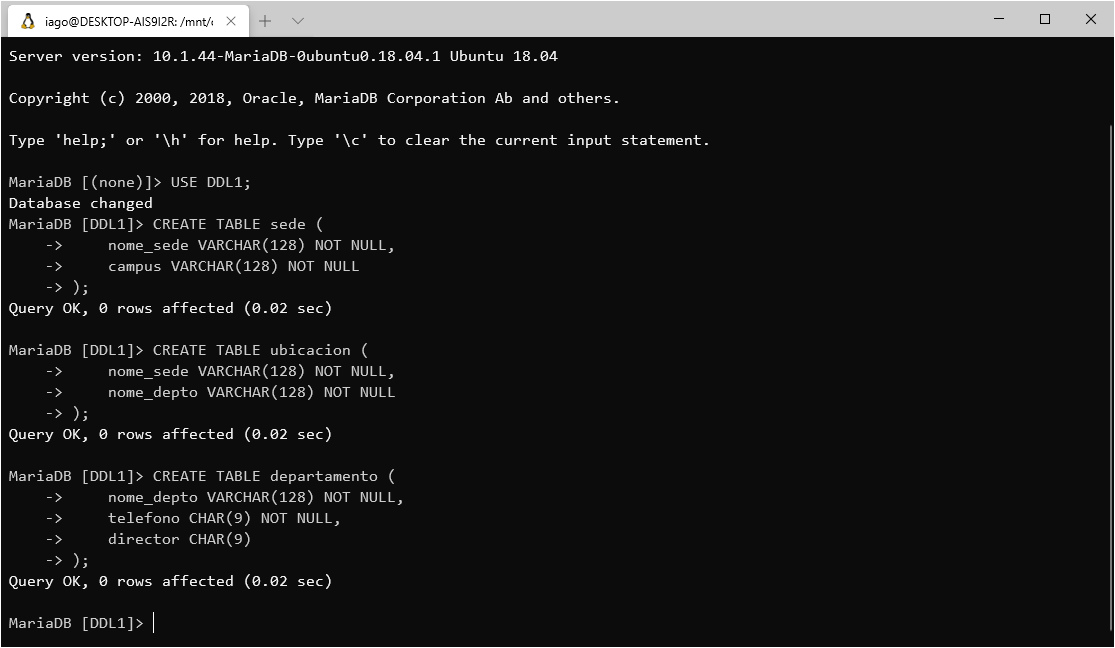 iago@DESKTOP-AIS9I2R: /mnt/c
Server version: 10.1.44-MariaDB-0ubuntu0.18.04.1 Ubuntu 18.04
Copyright (c) 2000, 2018, Oracle, MariaDB Corporation Ab and others.
Type 'help;' or '\h' for help. Type '\c' to clear the current input statement.
MariaDB [(none)]> USE DDL1;
Database changed
MariaDB [DDL1]> CREATE TABLE sede (
    ->     nome_sede VARCHAR(128) NOT NULL,
    ->     campus VARCHAR(128) NOT NULL
    -> );
Query OK, 0 rows affected (0.02 sec)
MariaDB [DDL1]> CREATE TABLE ubicacion (
    ->     nome_sede VARCHAR(128) NOT NULL,
    ->     nome_depto VARCHAR(128) NOT NULL
    -> );
Query OK, 0 rows affected (0.02 sec)
MariaDB [DDL1]> CREATE TABLE departamento (
    ->     nome_depto VARCHAR(128) NOT NULL,
    ->     telefono CHAR(9) NOT NULL,
    ->     director CHAR(9)
    -> );
Query OK, 0 rows affected (0.02 sec)
MariaDB [DDL1]>